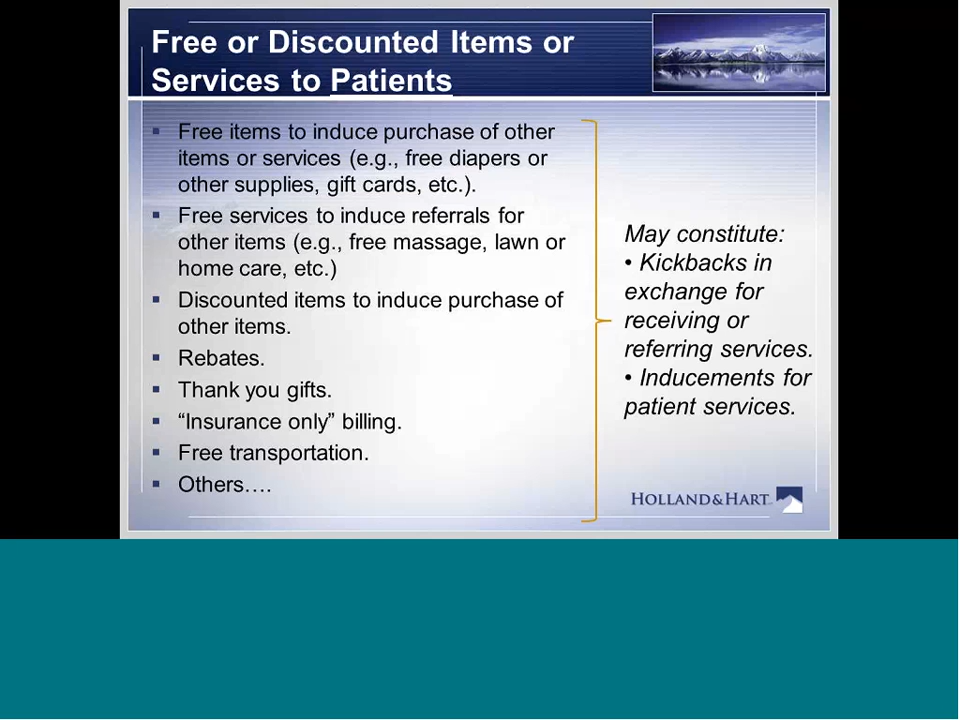 Free or Discounted Items or
Services to Patients
▪ Free items to induce purchase of other
items or services (e.g., free diapers or
other supplies, gift cards, etc.).
▪ Free services to induce referrals for
other items (e.g., free massage, lawn or
home care, etc.)
▪ Discounted items to induce purchase of
other items.
▪ Rebates.
▪ Thank you gifts.
▪ “Insurance only” billing.
▪ Free transportation.
▪ Others….
May constitute:
• Kickbacks in
exchange for
receiving or
referring services.
• Inducements for
patient services.
HOLLAND&HART